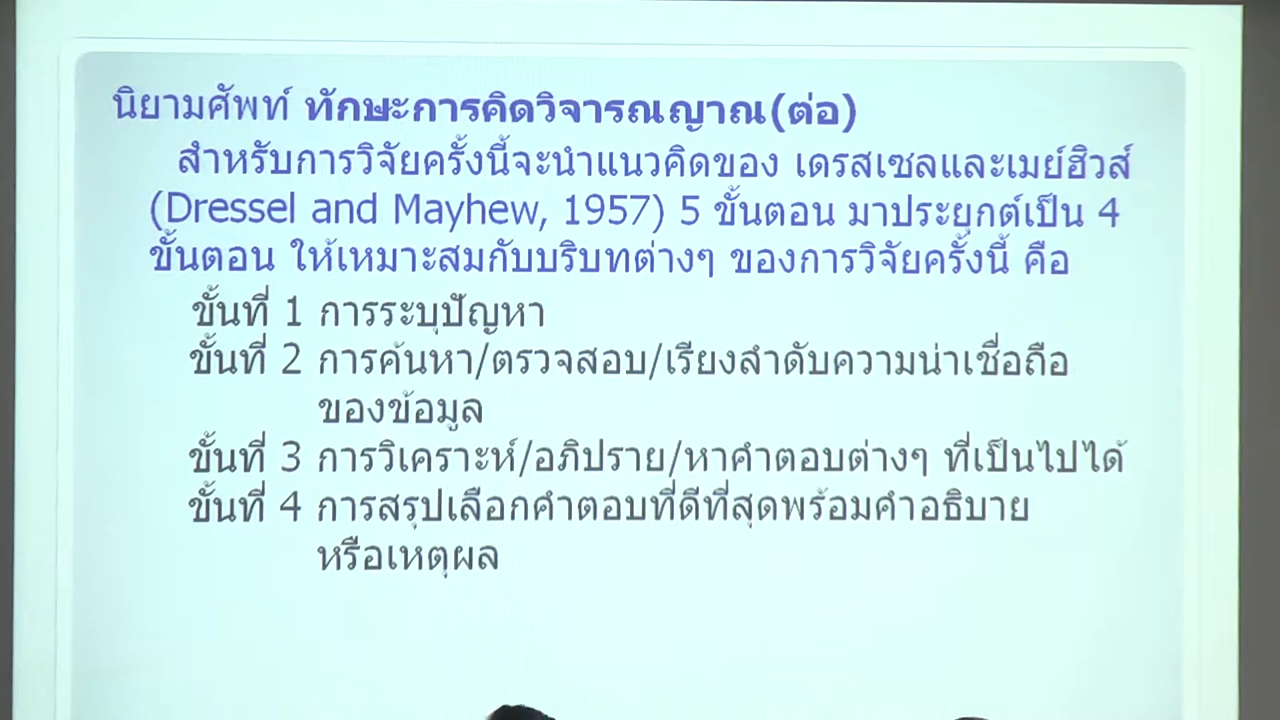 นิยามศัพท์ ทักษะการคิดวิจารณญาณ(ต่อ)
สำหรับการวิจัยครั้งนี้จะนำแนวคิดของ เดรสเซลและเมย์ฮิวส์
(Dressel and Mayhew, 1957) 5 ขั้นตอน มาประยุกต์เป็น 4
ขั้นตอน ให้เหมาะสมกับบริบทต่างๆ ของการวิจัยครั้งนี้ คือ
ขั้นที่ 1 การระบุปัญหา
ขั้นที่ 2 การค้นหา/ตรวจสอบ/เรียงลำดับความน่าเชื่อถือ
ของข้อมูล
ขั้นที่ 3 การวิเคราะห์/อภิปราย/หาคำตอบต่างๆ ที่เป็นไปได้
ขั้นที่ 4 การสรุปเลือกคำตอบที่ดีที่สุดพร้อมคำอธิบาย
หรือเหตุผล